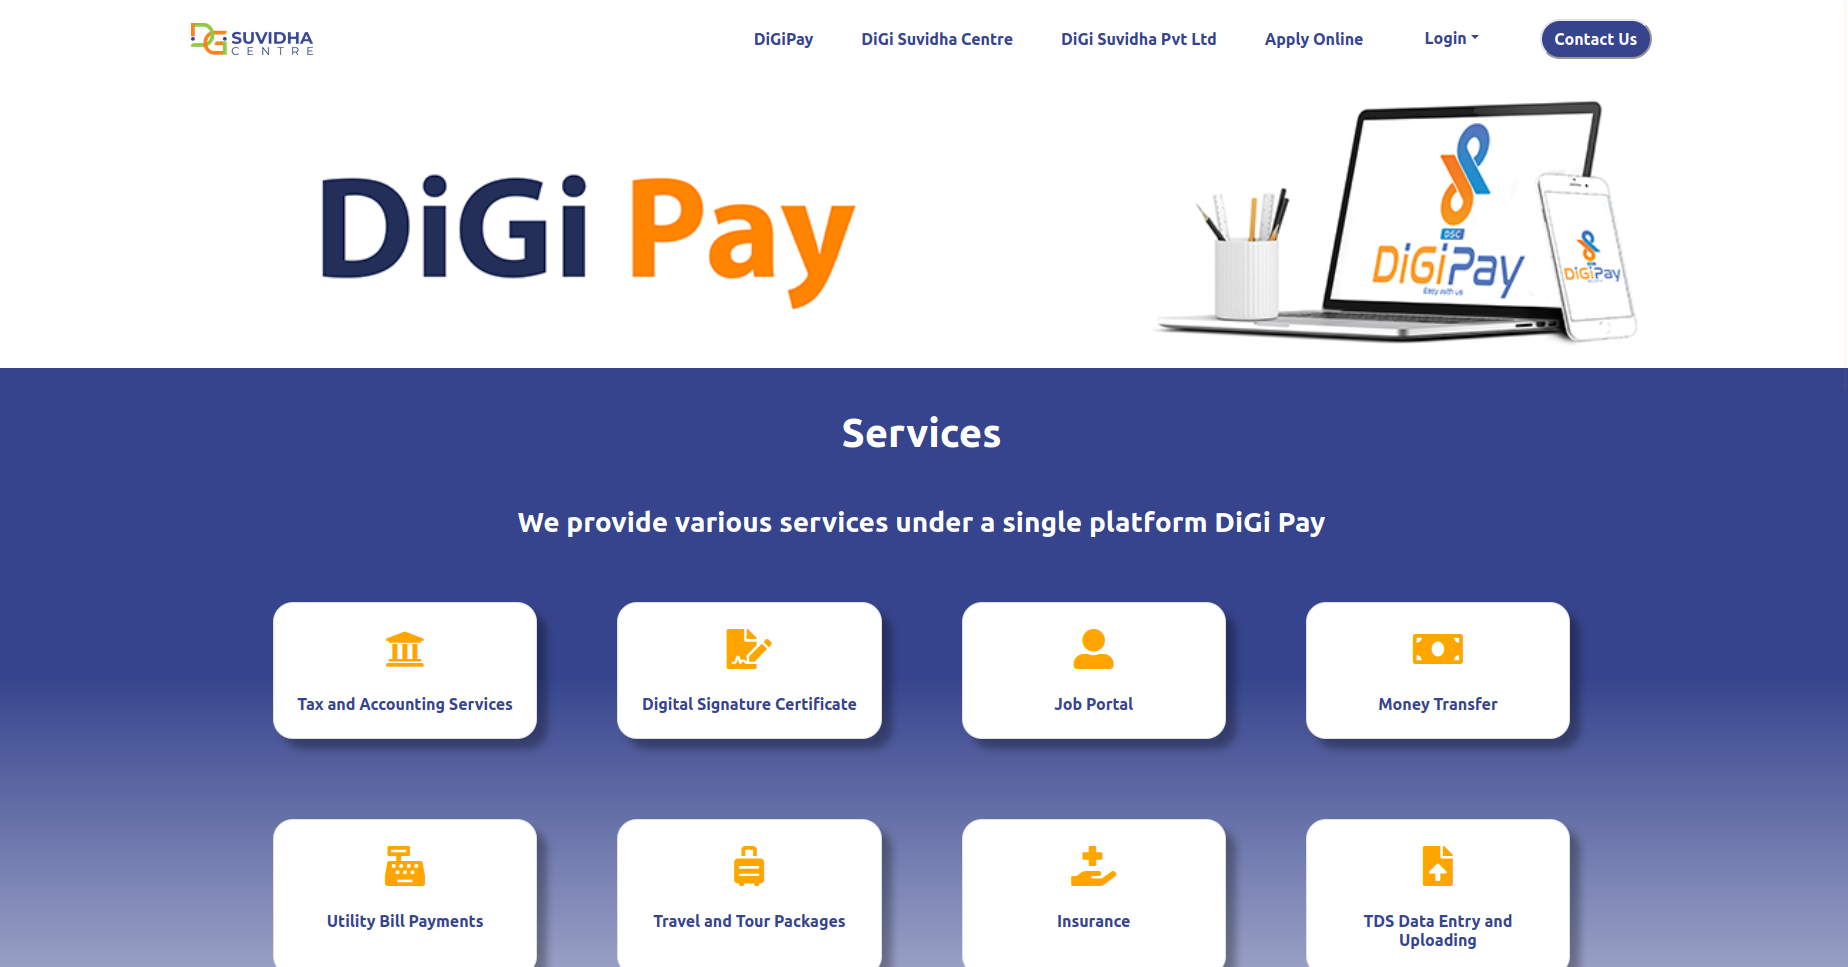 SUVIDHA
CENTRE
DiGiPay
DiGi Suvidha Centre
DiGi Suvidha Pvt Ltd
Apply Online
Login
Contact Us
DiGi Pay
DSC
DiGiPay
Easy with us
DiGiPay
Services
We provide various services under a single platform DiGi Pay
Tax and Accounting Services
Digital Signature Certificate
Job Portal
Money Transfer
Utility Bill Payments
Travel and Tour Packages
Insurance
TDS Data Entry and
Uploading